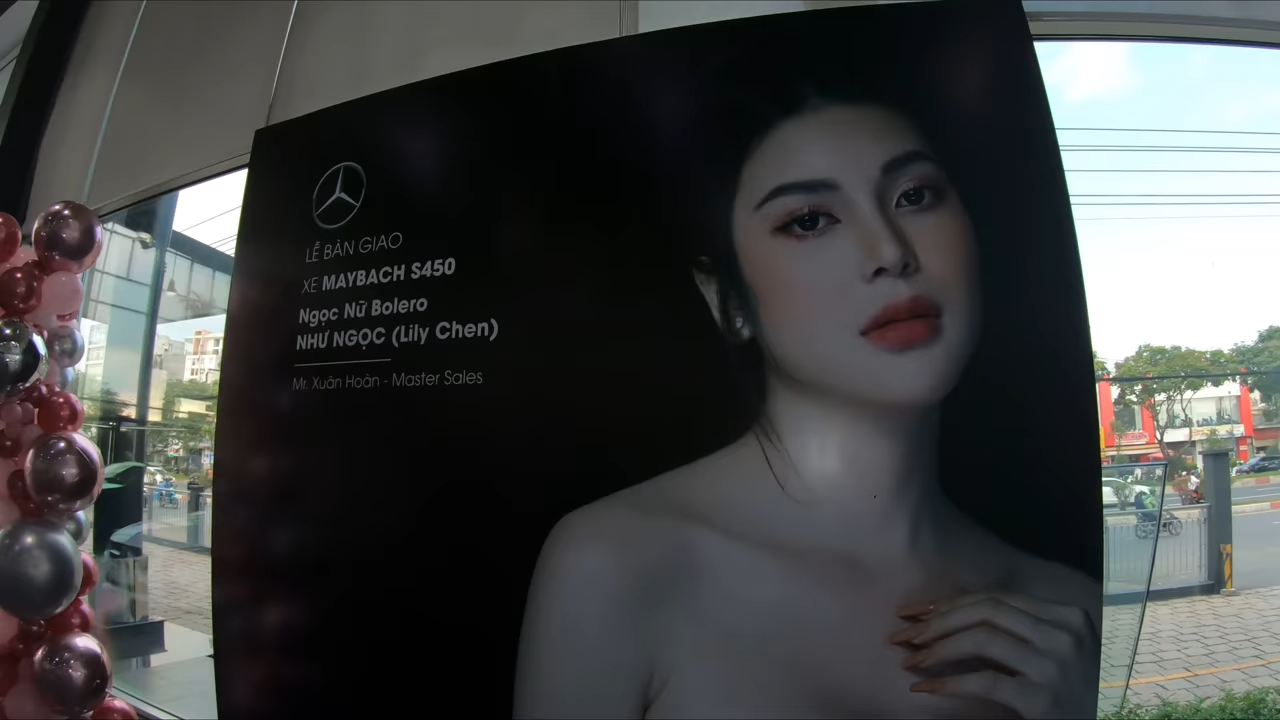 LỄ BÀN GIAO
XE MAYBACH S450
Ngọc Nữ Bolero
NHƯ NGỌC (Lily Chen)
Mr. Xuân Hoàn - Master Sales